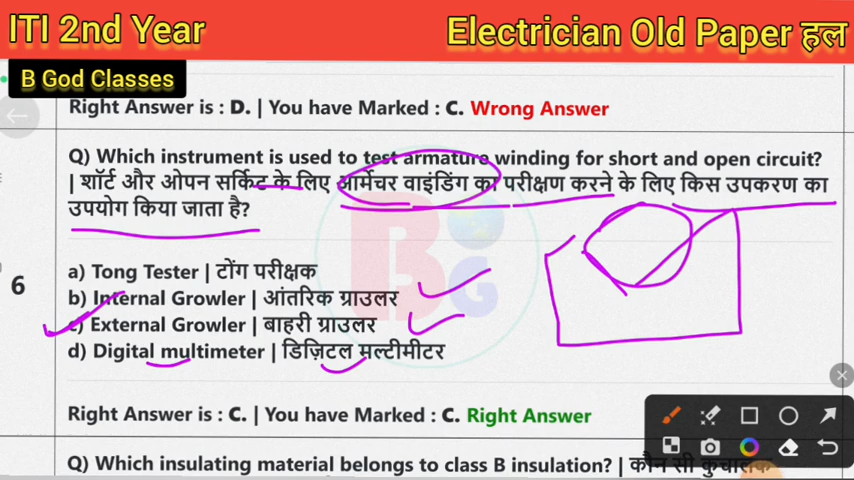 ITI 2nd Year
Electrician Old Paper हल
B God Classes
Right Answer is : D. | You have Marked : C. Wrong Answer
Q) Which instrument is used to test armature winding for short and open circuit?
| शॉर्ट और ओपन सर्किट के लिए आर्मेचर वाइंडिंग का परीक्षण करने के लिए किस उपकरण का
उपयोग किया जाता है?
6
a) Tong Tester | टोंग परीक्षक
b) Internal Growler | आंतरिक ग्राउलर
c) External Growler | बाहरी ग्राउलर
d) Digital multimeter | डिज़िटल मल्टीमीटर
Right Answer is : C. | You have Marked : C. Right Answer
Q) Which insulating material belongs to class B insulation? | कौन सी कुचालक